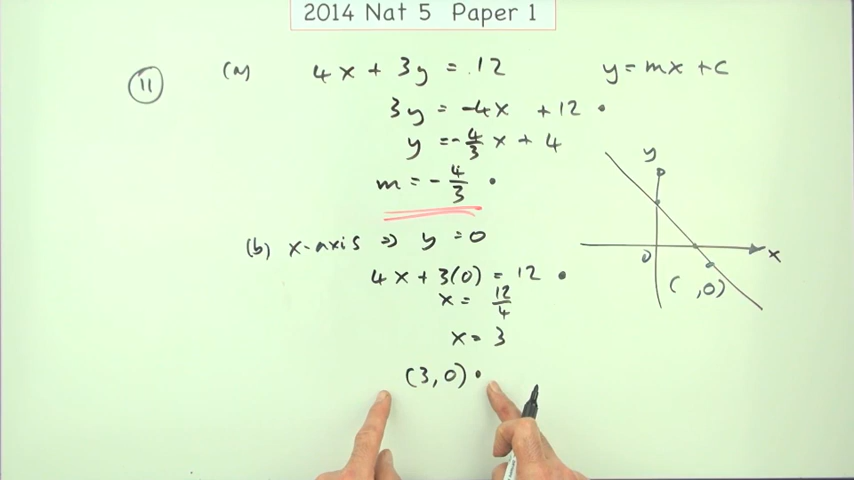 2014 Nat 5 Paper 1
11
(a) 4x + 3y = 12
3y = -4x + 12
y = -4/3 x + 4
m = -4/3
(b) x-axis ⇒ y = 0
4x + 3(0) = 12
x = 12/4
x = 3
(3, 0)
y = mx + c
y
0
x
( , 0)